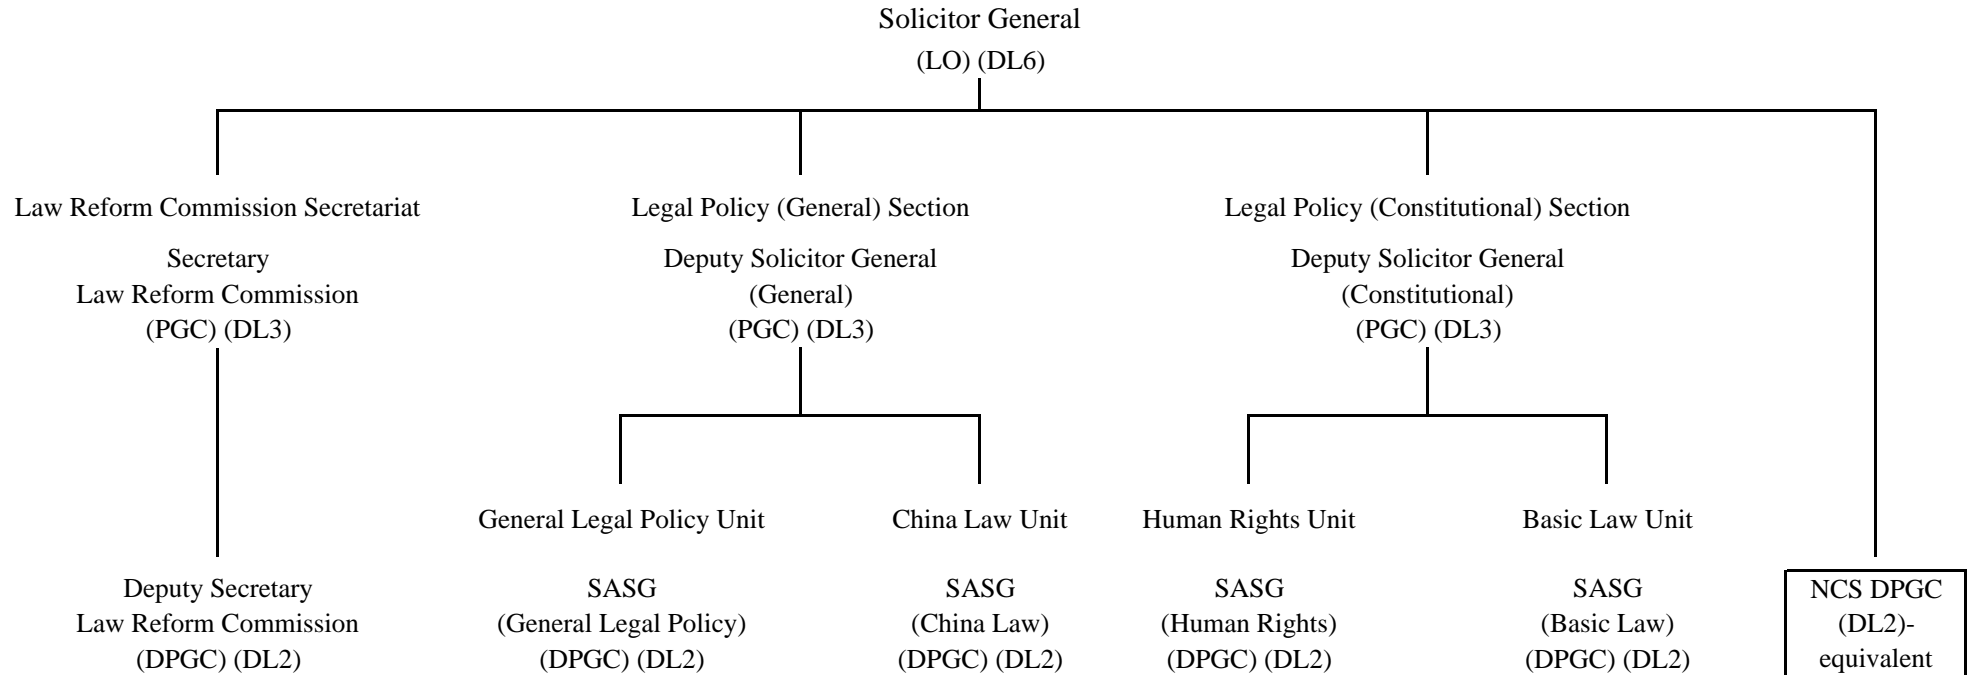 Solicitor General
(LO) (DL6)
Law Reform Commission Secretariat
Secretary
Law Reform Commission
(PGC) (DL3)
Legal Policy (General) Section
Deputy Solicitor General
(General)
(PGC) (DL3)
Legal Policy (Constitutional) Section
Deputy Solicitor General
(Constitutional)
(PGC) (DL3)
Deputy Secretary
Law Reform Commission
(DPGC) (DL2)
General Legal Policy Unit
SASG
(General Legal Policy)
(DPGC) (DL2)
China Law Unit
SASG
(China Law)
(DPGC) (DL2)
Human Rights Unit
SASG
(Human Rights)
(DPGC) (DL2)
Basic Law Unit
SASG
(Basic Law)
(DPGC) (DL2)
NCS DPGC
(DL2)-
equivalent